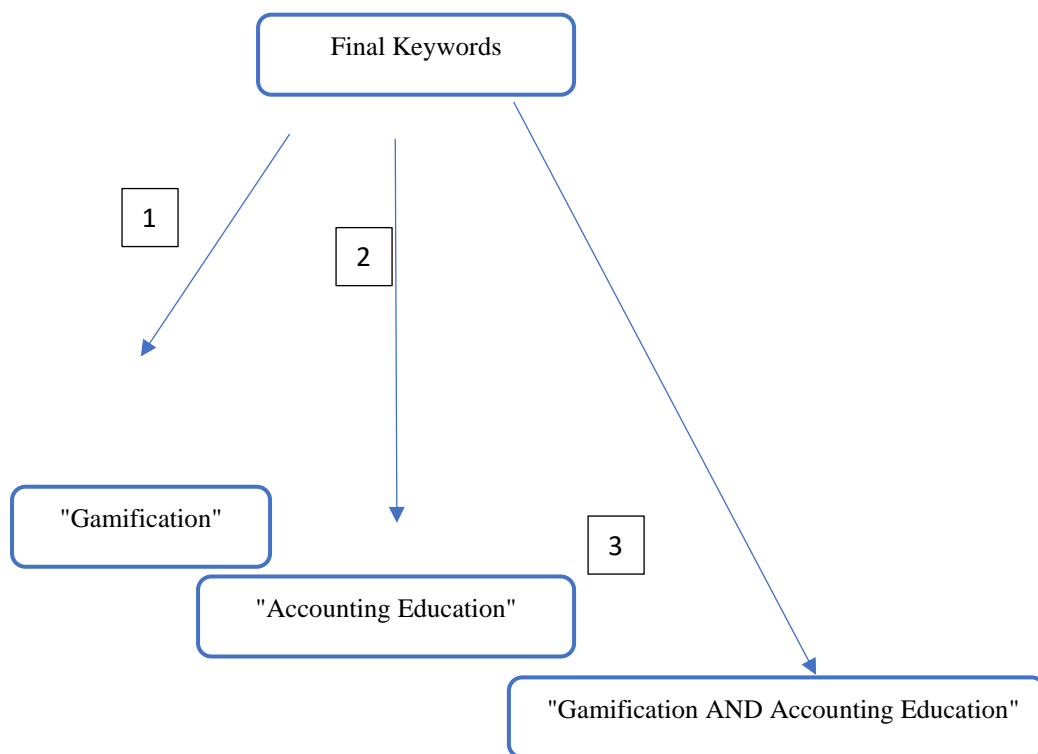 Final Keywords
1
2
"Gamification"
3
"Accounting Education"
"Gamification AND Accounting Education"